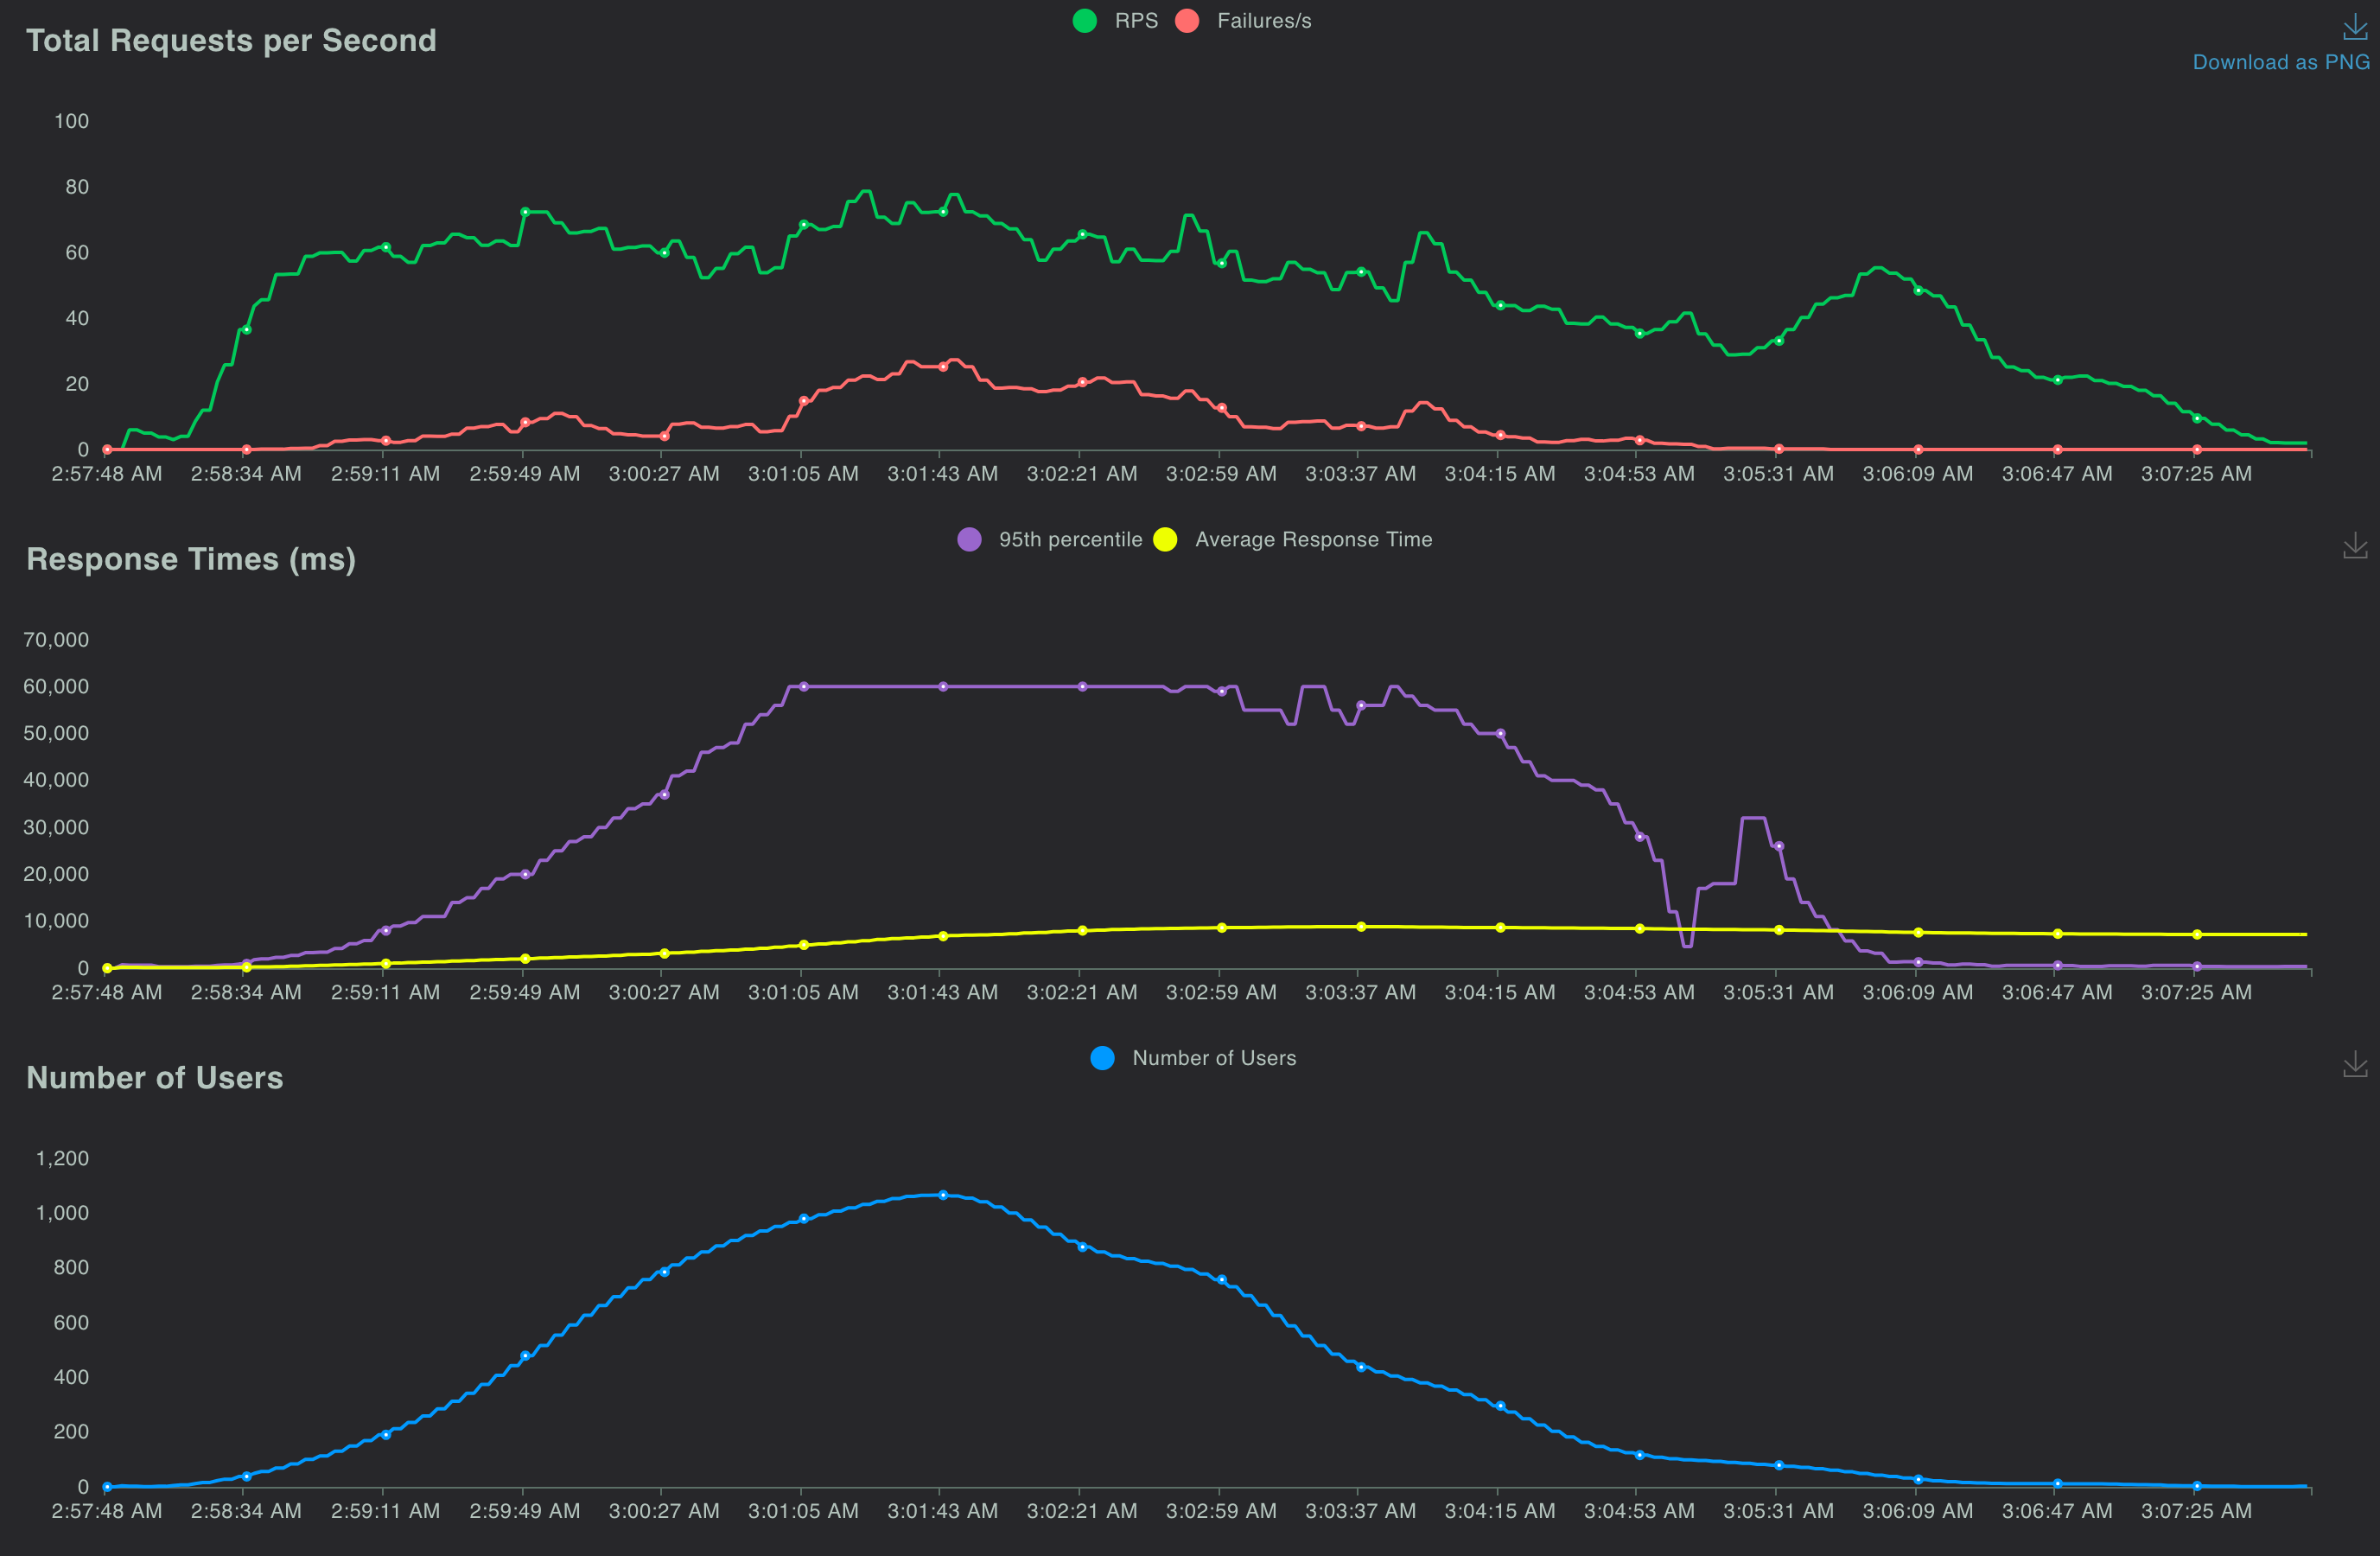 Total Requests per Second
RPS Failures/s
Download as PNG
100
80
60
40
20
0
2:57:48 AM 2:58:34 AM 2:59:11 AM 2:59:49 AM 3:00:27 AM 3:01:05 AM 3:01:43 AM 3:02:21 AM 3:02:59 AM 3:03:37 AM 3:04:15 AM 3:04:53 AM 3:05:31 AM 3:06:09 AM 3:06:47 AM 3:07:25 AM
Response Times (ms)
95th percentile Average Response Time
70,000
60,000
50,000
40,000
30,000
20,000
10,000
0
2:57:48 AM 2:58:34 AM 2:59:11 AM 2:59:49 AM 3:00:27 AM 3:01:05 AM 3:01:43 AM 3:02:21 AM 3:02:59 AM 3:03:37 AM 3:04:15 AM 3:04:53 AM 3:05:31 AM 3:06:09 AM 3:06:47 AM 3:07:25 AM
Number of Users
Number of Users
1,200
1,000
800
600
400
200
0
2:57:48 AM 2:58:34 AM 2:59:11 AM 2:59:49 AM 3:00:27 AM 3:01:05 AM 3:01:43 AM 3:02:21 AM 3:02:59 AM 3:03:37 AM 3:04:15 AM 3:04:53 AM 3:05:31 AM 3:06:09 AM 3:06:47 AM 3:07:25 AM